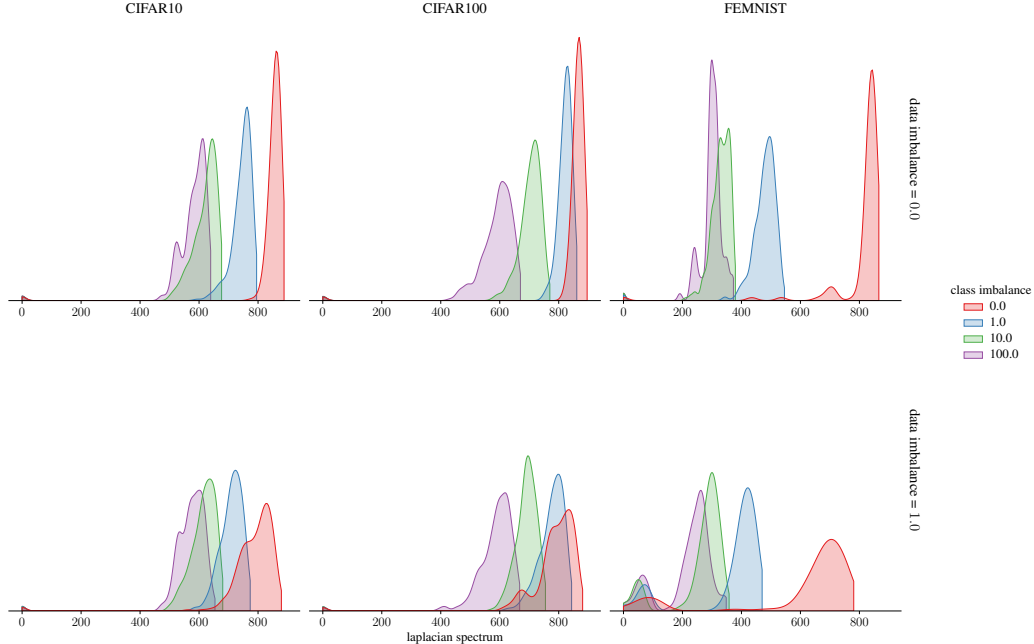 CIFAR10 CIFAR100 FEMNIST
data imbalance = 0.0
0 200 400 600 800 0 200 400 600 800 0 200 400 600 800
class imbalance
0.0
1.0
10.0
100.0
data imbalance = 1.0
0 200 400 600 800 0 200 400 600 800 0 200 400 600 800
laplacian spectrum